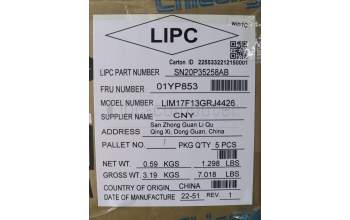 LIPC
Carton ID 2250332212150001
LIPC PART NUMBER SN20P35258AB
FRU NUMBER 01YP853
MODEL NUMBER LIM17F13GRJ4426
SUPPLIER NAME CNY
ADDRESS San Zhong Guan Li Qu
Qing Xi, Dong Guan, China
PALLET NO. / PKG Q'TY 5 PCS
NET WT. 0.59 KGS 1.298 LBS
GROSS WT. 3.19 KGS 7.018 LBS
COUNTRY OF ORIGIN CHINA
DATE OF MANUFACTURE 22-51 REV. 1